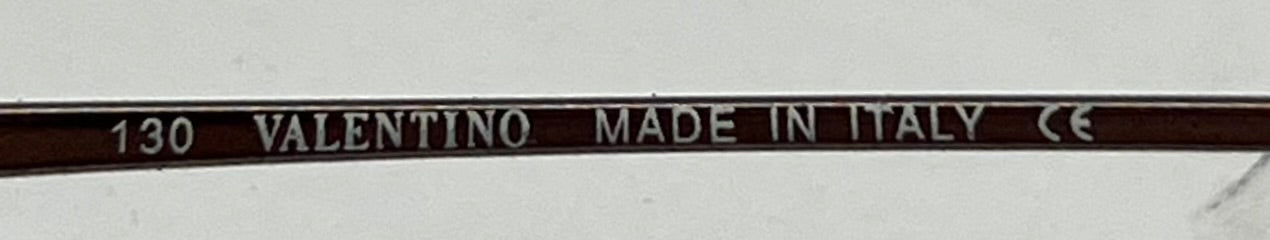 130 VALENTINO MADE IN ITALY CE